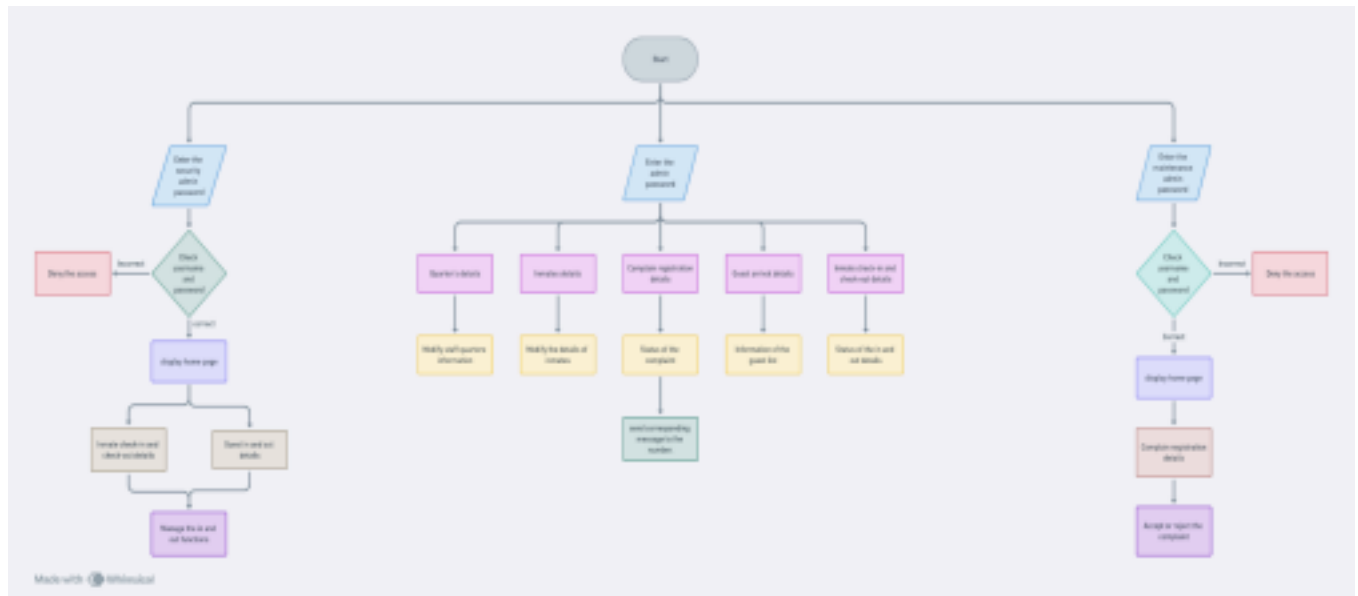 Start
Enter the
security
admin
password
Enter the
admin
password
Enter the
maintenance
admin
password
Deny the access
Incorrect
Check
username
and
password
Quarter's details
Inmates details
Complain registration
details
Guest arrival details
Inmate check-in and
check-out details
Check
username
and
password
Incorrect
Deny the access
correct
Correct
display home page
Modify staff quarters
information
Modify the details of
inmates
Status of the
complaint
Information of the
guest list
Status of the in and
out details
display home page
Inmate check-in and
check-out details
Guest in and out
details
send corresponding
message to the
number
Complain registration
details
Manage the in and
out functions
Accept or reject the
complaint
Made with Whimsical